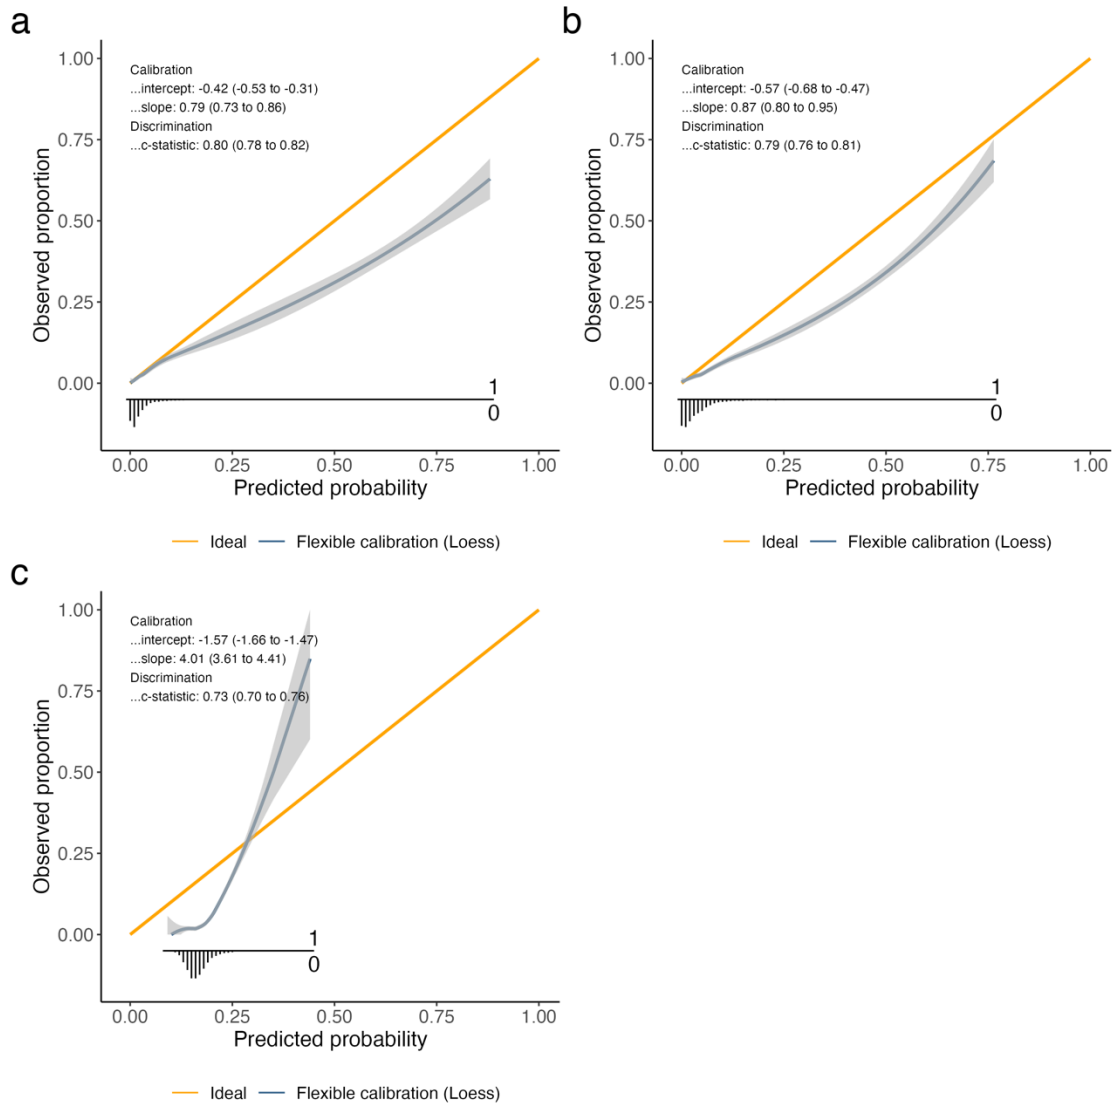 a
Calibration
...intercept: -0.42 (-0.53 to -0.31)
...slope: 0.79 (0.73 to 0.86)
Discrimination
...c-statistic: 0.80 (0.78 to 0.82)
Observed proportion
1.00
0.75
0.50
0.25
0.00
1
0
0.00 0.25 0.50 0.75 1.00
Predicted probability
Ideal Flexible calibration (Loess)
b
Calibration
...intercept: -0.57 (-0.68 to -0.47)
...slope: 0.87 (0.80 to 0.95)
Discrimination
...c-statistic: 0.79 (0.76 to 0.81)
Observed proportion
1.00
0.75
0.50
0.25
0.00
1
0
0.00 0.25 0.50 0.75 1.00
Predicted probability
Ideal Flexible calibration (Loess)
c
Calibration
...intercept: -1.57 (-1.66 to -1.47)
...slope: 4.01 (3.61 to 4.41)
Discrimination
...c-statistic: 0.73 (0.70 to 0.76)
Observed proportion
1.00
0.75
0.50
0.25
0.00
1
0
0.00 0.25 0.50 0.75 1.00
Predicted probability
Ideal Flexible calibration (Loess)